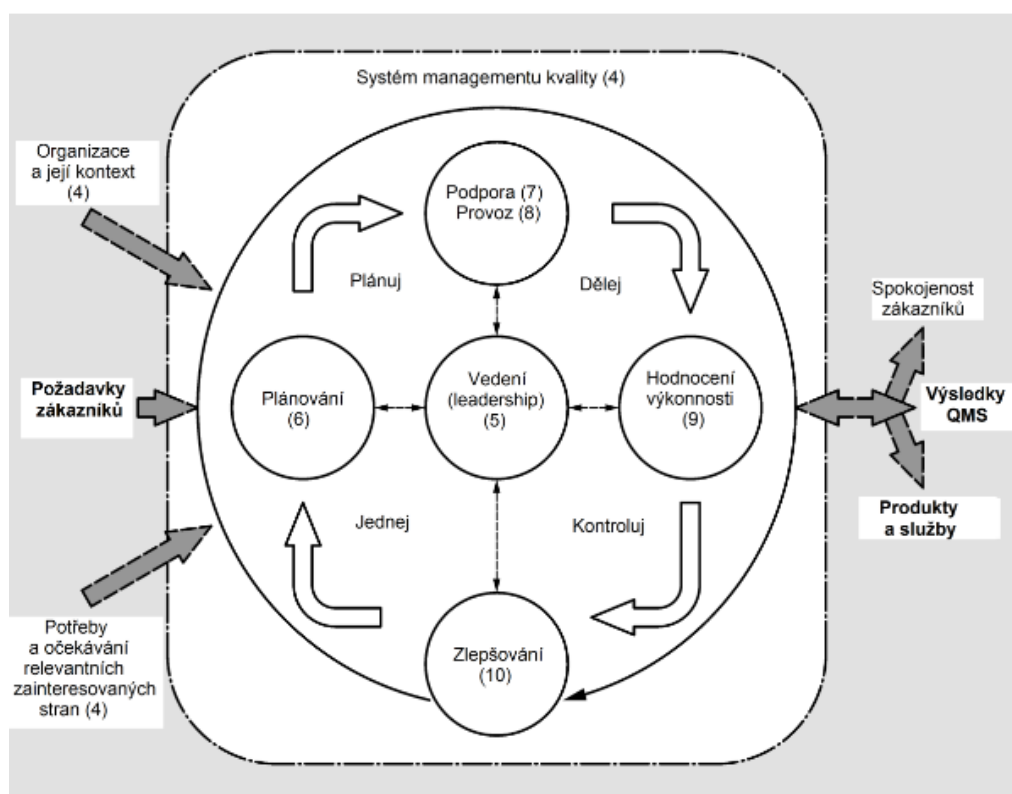 Systém managementu kvality (4)
Organizace
a její kontext
(4)
Podpora (7)
Provoz (8)
Plánuj
Dělej
Spokojenost
zákazníků
Požadavky
zákazníků
Plánování
(6)
Vedení
(leadership)
(5)
Hodnocení
výkonnosti
(9)
Výsledky
QMS
Jednej
Kontroluj
Produkty
a služby
Potřeby
a očekávání
relevantních
zainteresovaných
stran (4)
Zlepšování
(10)